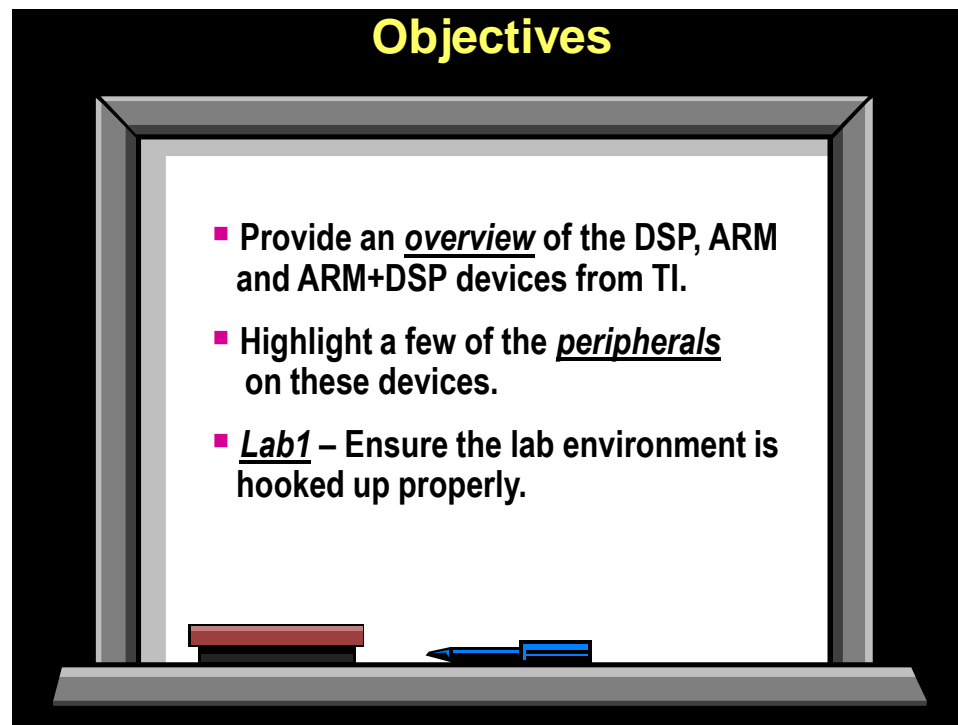 Objectives
▪ Provide an overview of the DSP, ARM
and ARM+DSP devices from TI.
▪ Highlight a few of the peripherals
on these devices.
▪ Lab1 – Ensure the lab environment is
hooked up properly.